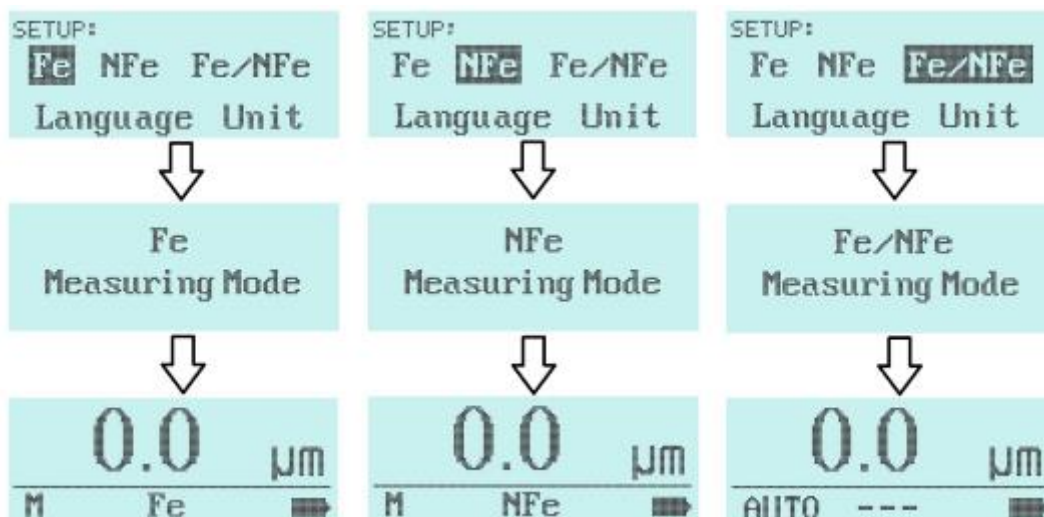 SETUP:
Fe NFe Fe/NFe
Language Unit
Fe
Measuring Mode
0.0 µm
M Fe
SETUP:
Fe NFe Fe/NFe
Language Unit
NFe
Measuring Mode
0.0 µm
M NFe
SETUP:
Fe NFe Fe/NFe
Language Unit
Fe/NFe
Measuring Mode
0.0 µm
AUTO ---